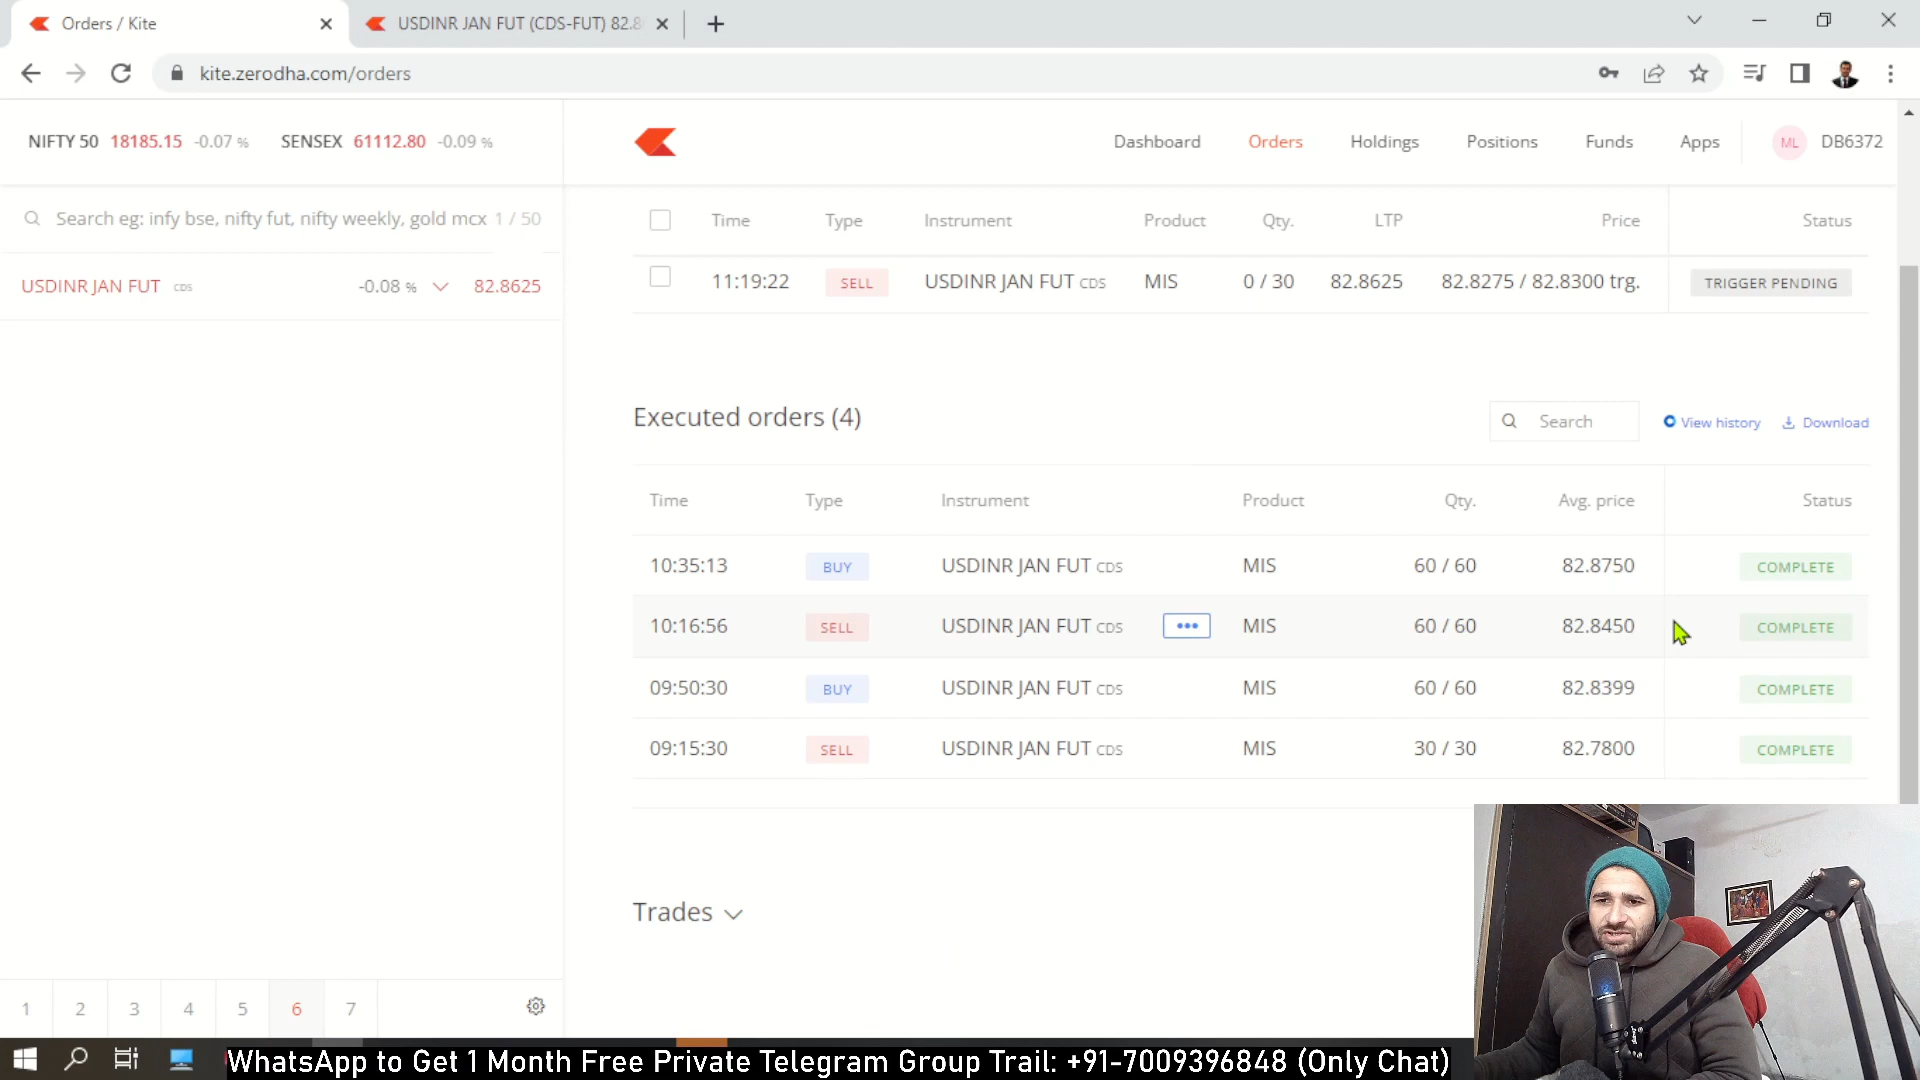 Orders / Kite
USDINR JAN FUT (CDS-FUT) 82.8
kite.zerodha.com/orders
NIFTY 50 18185.15 -0.07 % SENSEX 61112.80 -0.09 %
Dashboard Orders Holdings Positions Funds Apps ML DB6372
Search eg: infy bse, nifty fut, nifty weekly, gold mcx 1 / 50
USDINR JAN FUT CDS -0.08 % 82.8625
Time Type Instrument Product Qty. LTP Price Status
11:19:22 SELL USDINR JAN FUT CDS MIS 0 / 30 82.8625 82.8275 / 82.8300 trg. TRIGGER PENDING
Executed orders (4) Search View history Download
Time Type Instrument Product Qty. Avg. price Status
10:35:13 BUY USDINR JAN FUT CDS MIS 60 / 60 82.8750 COMPLETE
10:16:56 SELL USDINR JAN FUT CDS MIS 60 / 60 82.8450 COMPLETE
09:50:30 BUY USDINR JAN FUT CDS MIS 60 / 60 82.8399 COMPLETE
09:15:30 SELL USDINR JAN FUT CDS MIS 30 / 30 82.7800 COMPLETE
Trades
1 2 3 4 5 6 7
WhatsApp to Get 1 Month Free Private Telegram Group Trail: +91-7009396848 (Only Chat)